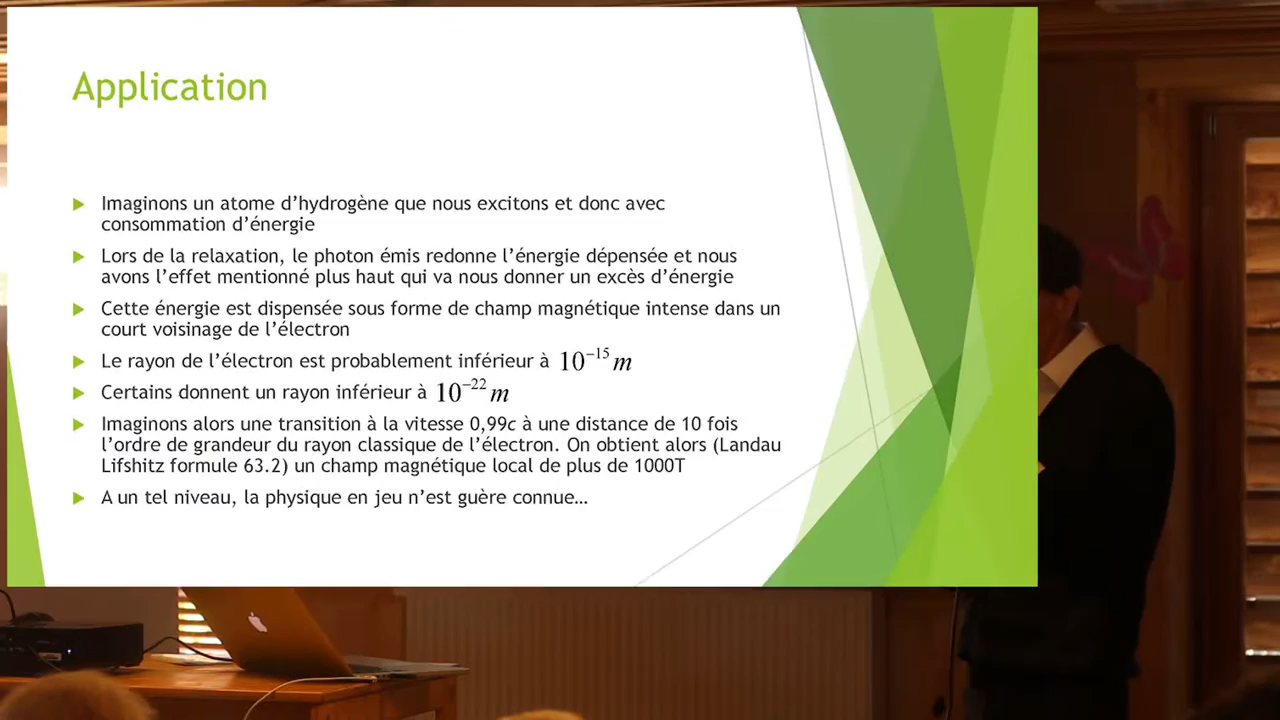 Application
Imaginons un atome d’hydrogène que nous excitons et donc avec
consommation d’énergie
Lors de la relaxation, le photon émis redonne l’énergie dépensée et nous
avons l’effet mentionné plus haut qui va nous donner un excès d’énergie
Cette énergie est dispensée sous forme de champ magnétique intense dans un
court voisinage de l’électron
Le rayon de l’électron est probablement inférieur à 10⁻¹⁵ m
Certains donnent un rayon inférieur à 10⁻²² m
Imaginons alors une transition à la vitesse 0,99c à une distance de 10 fois
l’ordre de grandeur du rayon classique de l’électron. On obtient alors (Landau
Lifshitz formule 63.2) un champ magnétique local de plus de 1000T
A un tel niveau, la physique en jeu n’est guère connue…